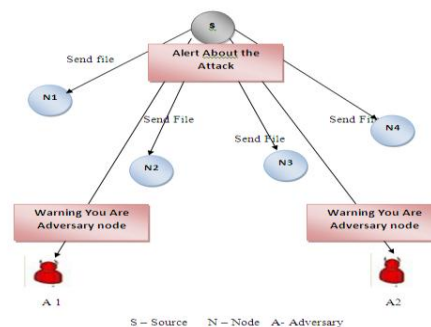 S
Alert About the
Attack
Send file
N1
Send File
N2
Send File
N3
Send File
N4
Warning You Are
Adversary node
Warning You Are
Adversary node
A 1
A2
S – Source N – Node A- Adversary